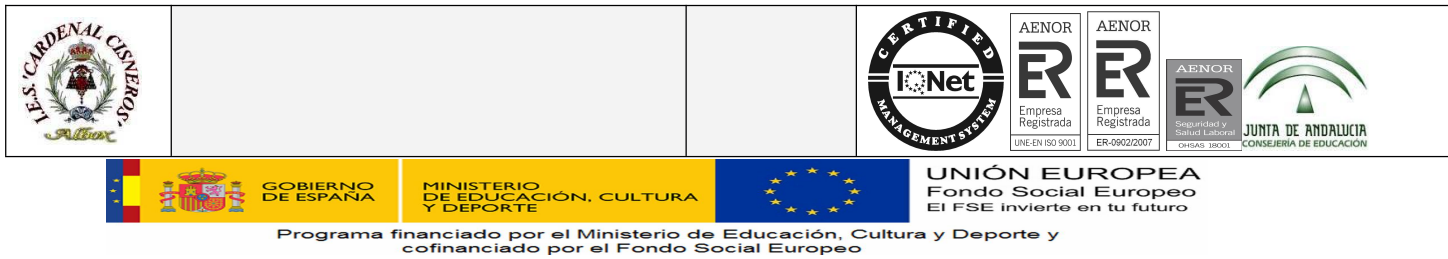 I.E.S. 'CARDENAL CISNEROS'
Albox
CERTIFIED
IQNet
MANAGEMENT SYSTEM
AENOR
ER
Empresa
Registrada
UNE-EN ISO 9001
AENOR
ER
Empresa
Registrada
ER-0902/2007
AENOR
ER
Seguridad y
Salud Laboral
OHSAS 18001
JUNTA DE ANDALUCIA
CONSEJERÍA DE EDUCACIÓN
GOBIERNO
DE ESPAÑA
MINISTERIO
DE EDUCACIÓN, CULTURA
Y DEPORTE
UNIÓN EUROPEA
Fondo Social Europeo
El FSE invierte en tu futuro
Programa financiado por el Ministerio de Educación, Cultura y Deporte y
cofinanciado por el Fondo Social Europeo